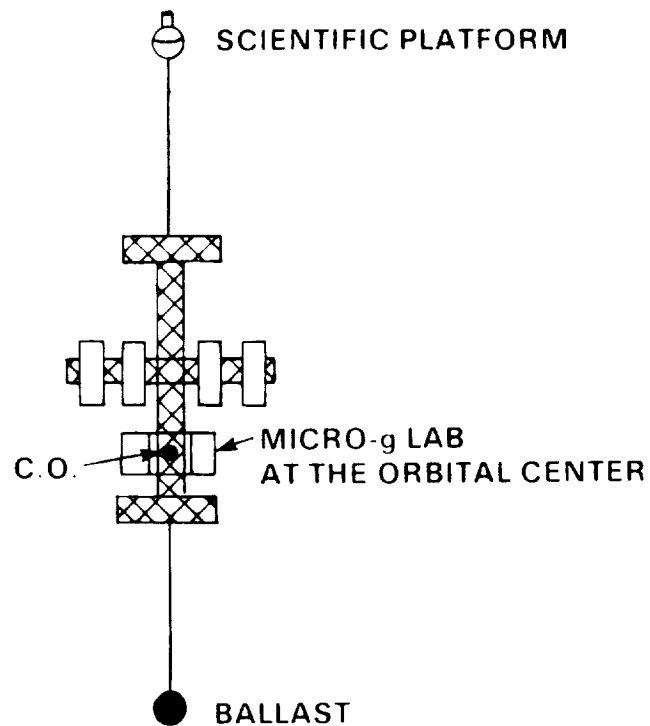 SCIENTIFIC PLATFORM
MICRO-g LAB
C.O.
AT THE ORBITAL CENTER
BALLAST